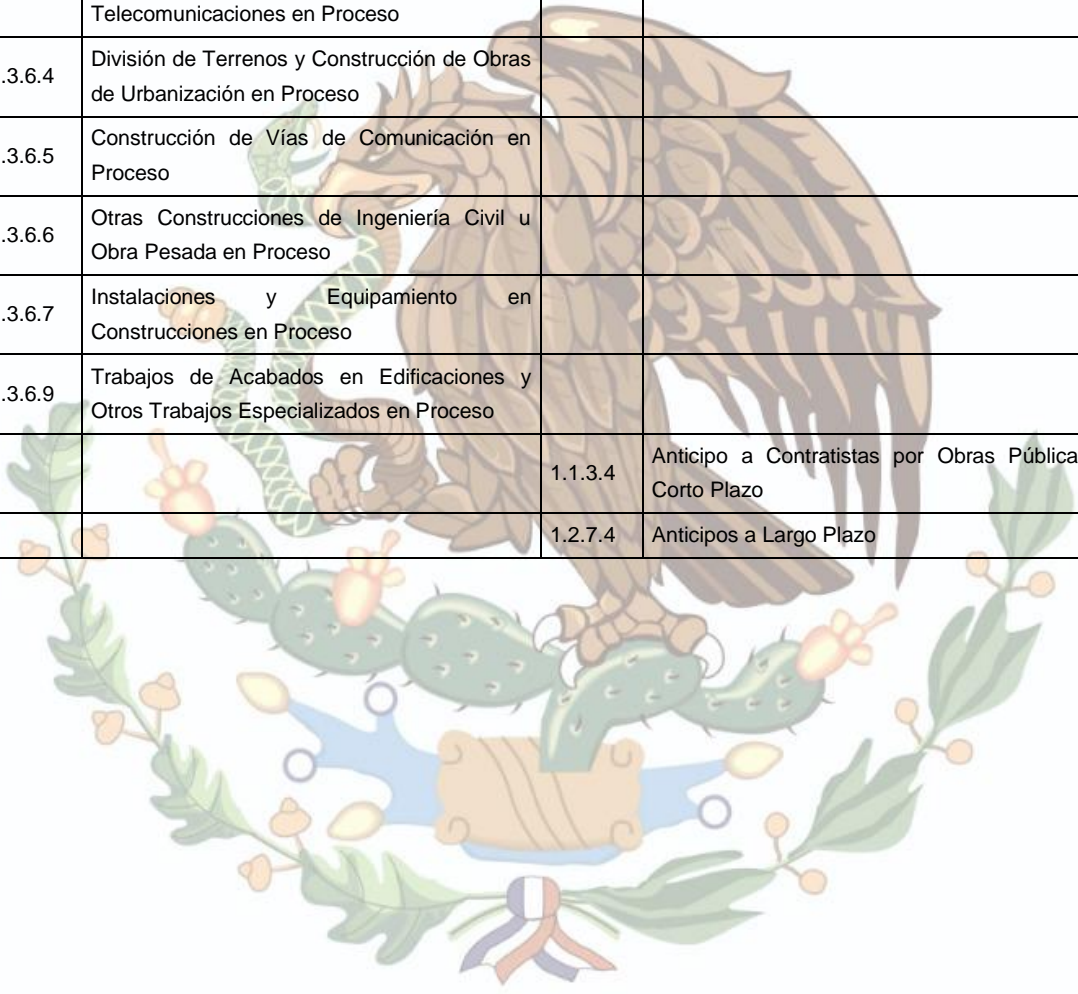 Telecomunicaciones en Proceso
.3.6.4
División de Terrenos y Construcción de Obras
de Urbanización en Proceso
.3.6.5
Construcción de Vías de Comunicación en
Proceso
.3.6.6
Otras Construcciones de Ingeniería Civil u
Obra Pesada en Proceso
.3.6.7
Instalaciones y Equipamiento en
Construcciones en Proceso
.3.6.9
Trabajos de Acabados en Edificaciones y
Otros Trabajos Especializados en Proceso
1.1.3.4
Anticipo a Contratistas por Obras Pública
Corto Plazo
1.2.7.4
Anticipos a Largo Plazo